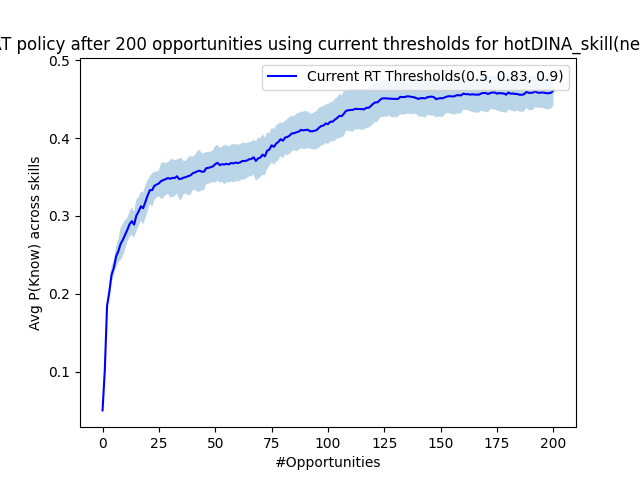 T policy after 200 opportunities using current thresholds for hotDINA_skill(ne
Current RT Thresholds(0.5, 0.83, 0.9)
0.5
0.4
0.3
0.2
0.1
Avg P(Know) across skills
0 25 50 75 100 125 150 175 200
#Opportunities